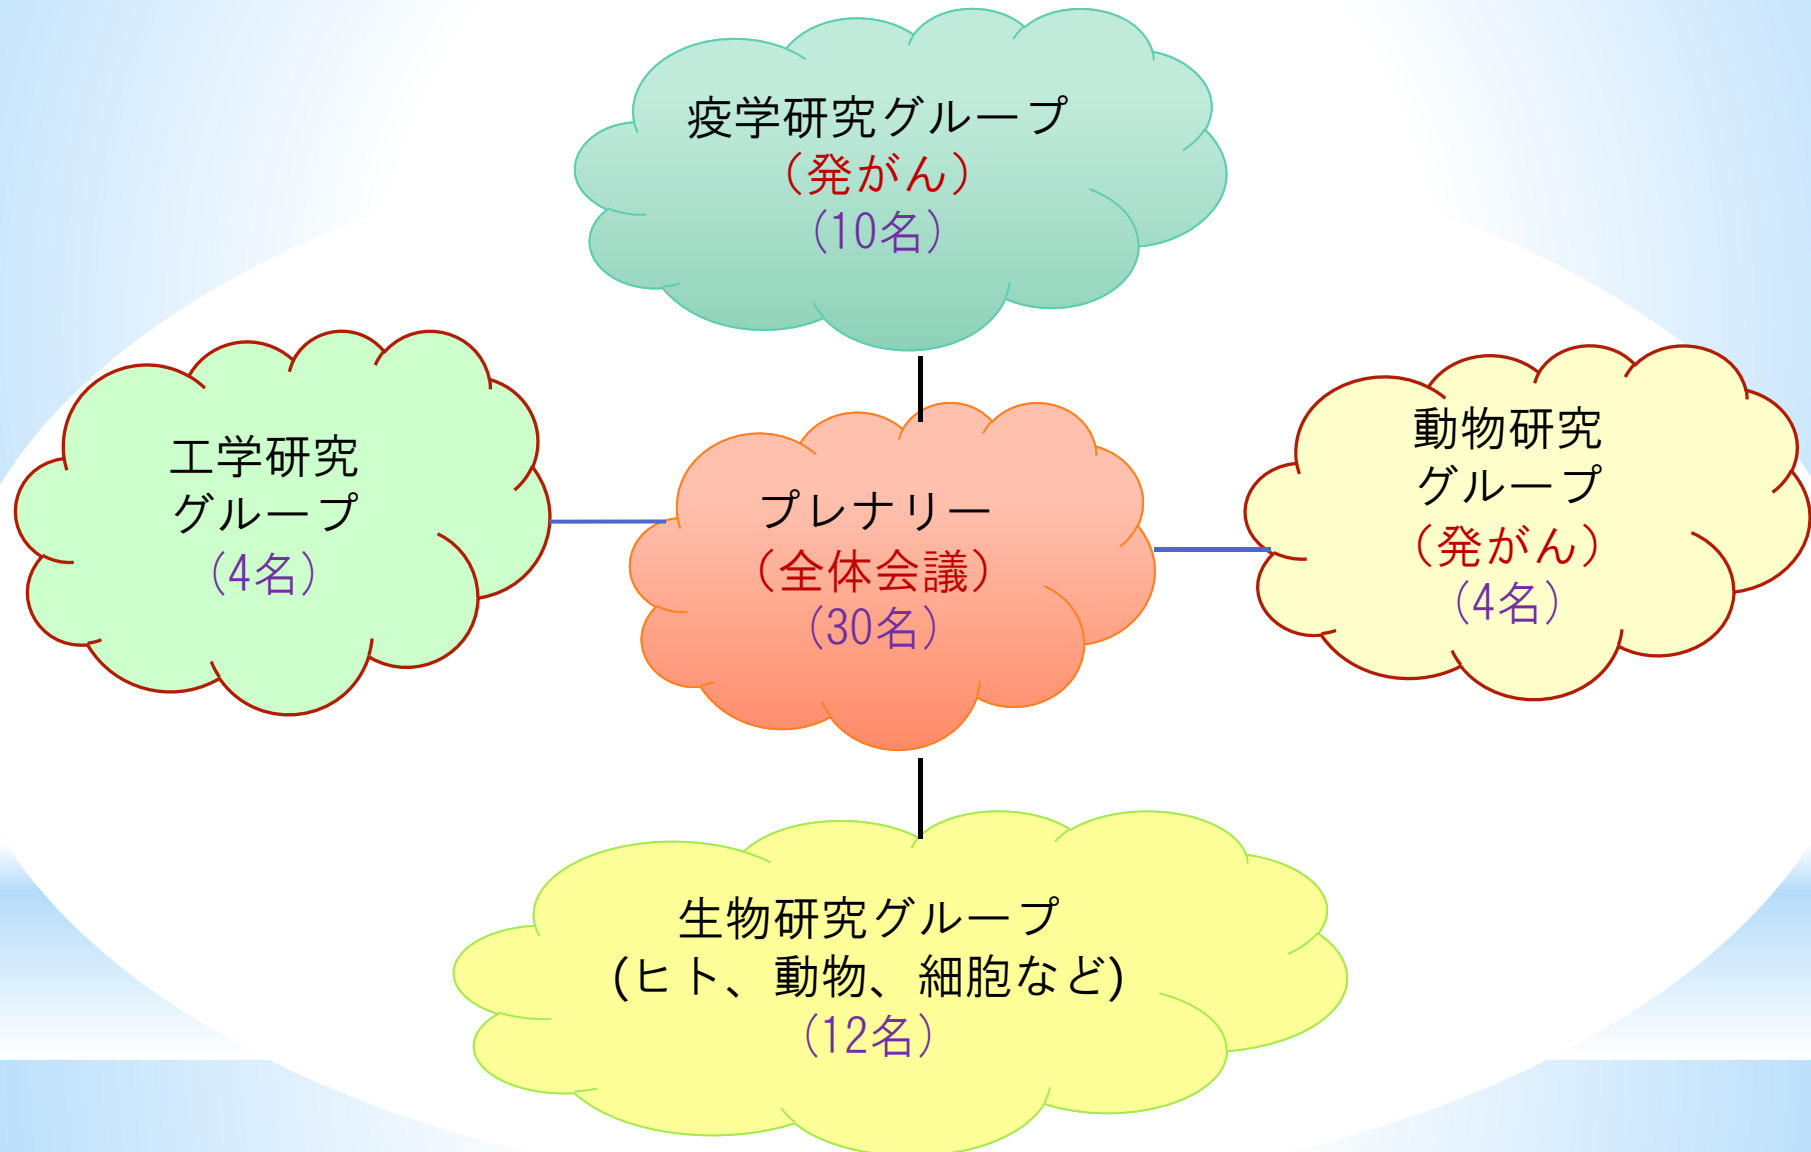 疫学研究グループ
（発がん）
（10名）
工学研究
グループ
（4名）
プレナリー
（全体会議）
（30名）
動物研究
グループ
（発がん）
（4名）
生物研究グループ
(ヒト、動物、細胞など)
（12名）